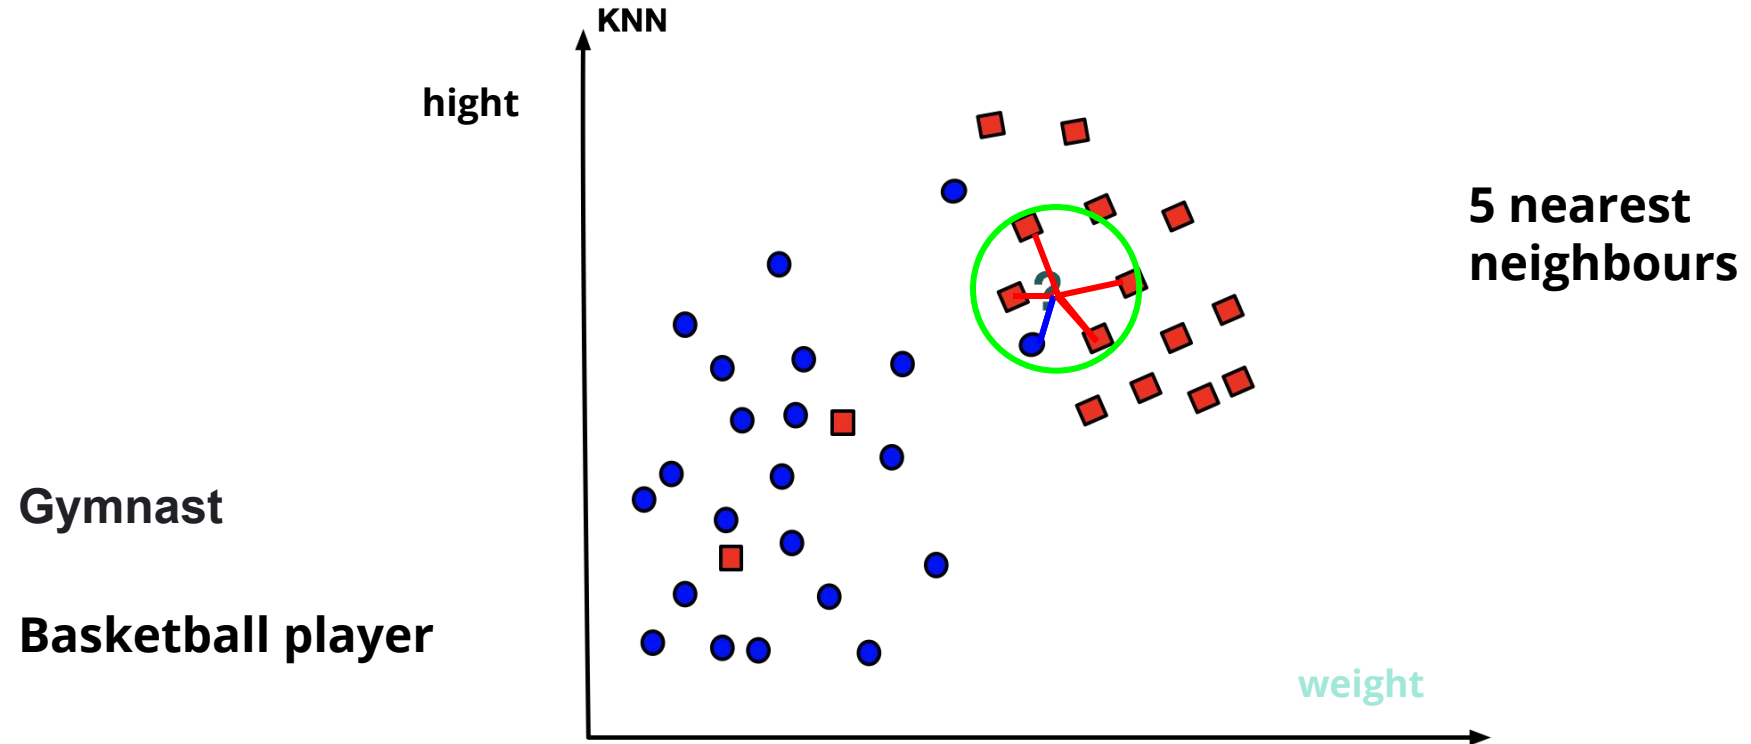 KNN
hight
5 nearest
neighbours
?
Gymnast
Basketball player
weight